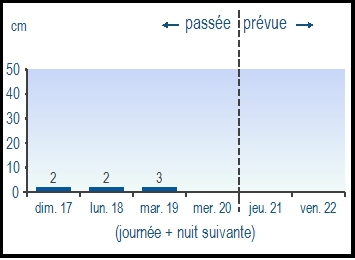 ← passée prévue →
cm
50
40
30
20
10
0
2 2 3
dim. 17 lun. 18 mar. 19 mer. 20 jeu. 21 ven. 22
(journée + nuit suivante)